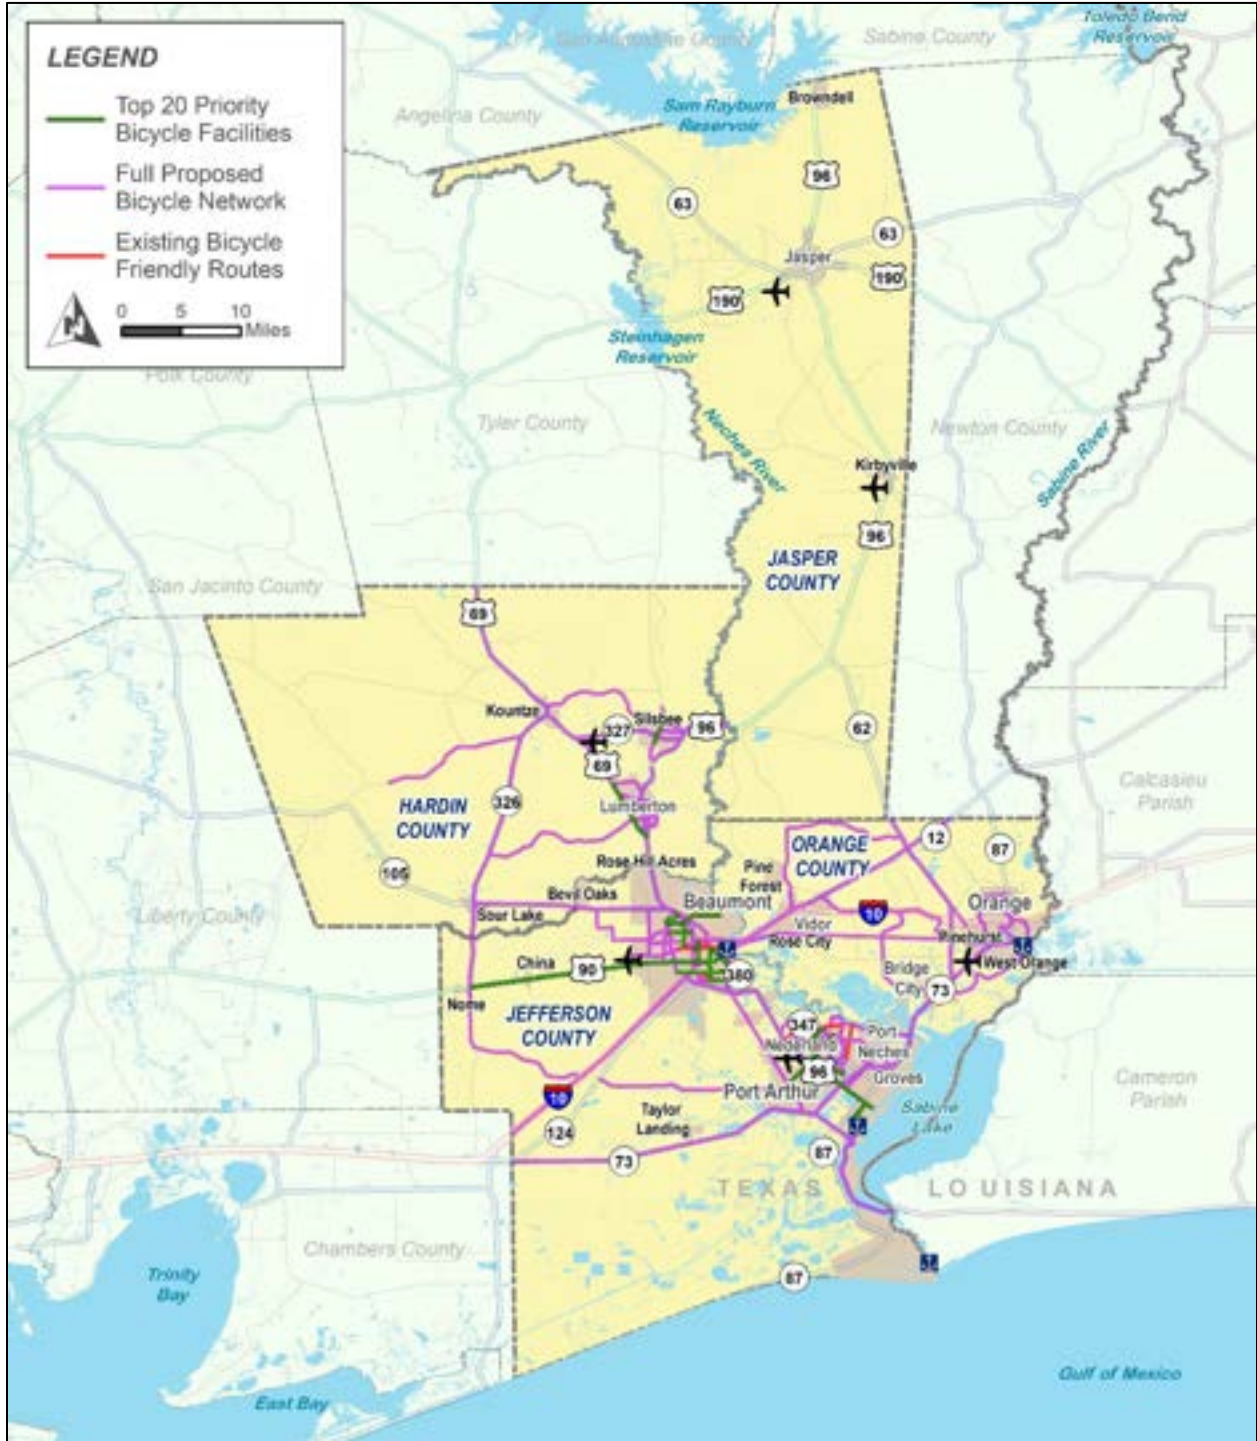 LEGEND
Top 20 Priority
Bicycle Facilities
Full Proposed
Bicycle Network
Existing Bicycle
Friendly Routes
N
0 5 10
Miles
San Augustine County
Sabine County
Toledo Bend
Reservoir
Angelina County
Sam Rayburn
Reservoir
Browndell
96
63
63
Jasper
190
190
Steinhagen
Reservoir
Polk County
Tyler County
Neches River
Newton County
Sabine River
Kirbyville
96
JASPER
COUNTY
San Jacinto County
69
Kountze
327
Silsbee
96
62
69
Calcasieu
Parish
HARDIN
COUNTY
326
Lumberton
ORANGE
COUNTY
12
87
105
Rose Hill Acres
Pine
Forest
Bevil Oaks
Beaumont
Orange
Liberty County
Sour Lake
10
Vidor
Rose City
Pinehurst
West Orange
China
90
380
Bridge
City
73
Nome
JEFFERSON
COUNTY
347
Nederland
Port
Neches
96
Groves
Port Arthur
Cameron
Parish
10
124
Taylor
Landing
Sabine
Lake
73
87
TEXAS
LOUISIANA
Chambers County
Trinity
Bay
87
East Bay
Gulf of Mexico